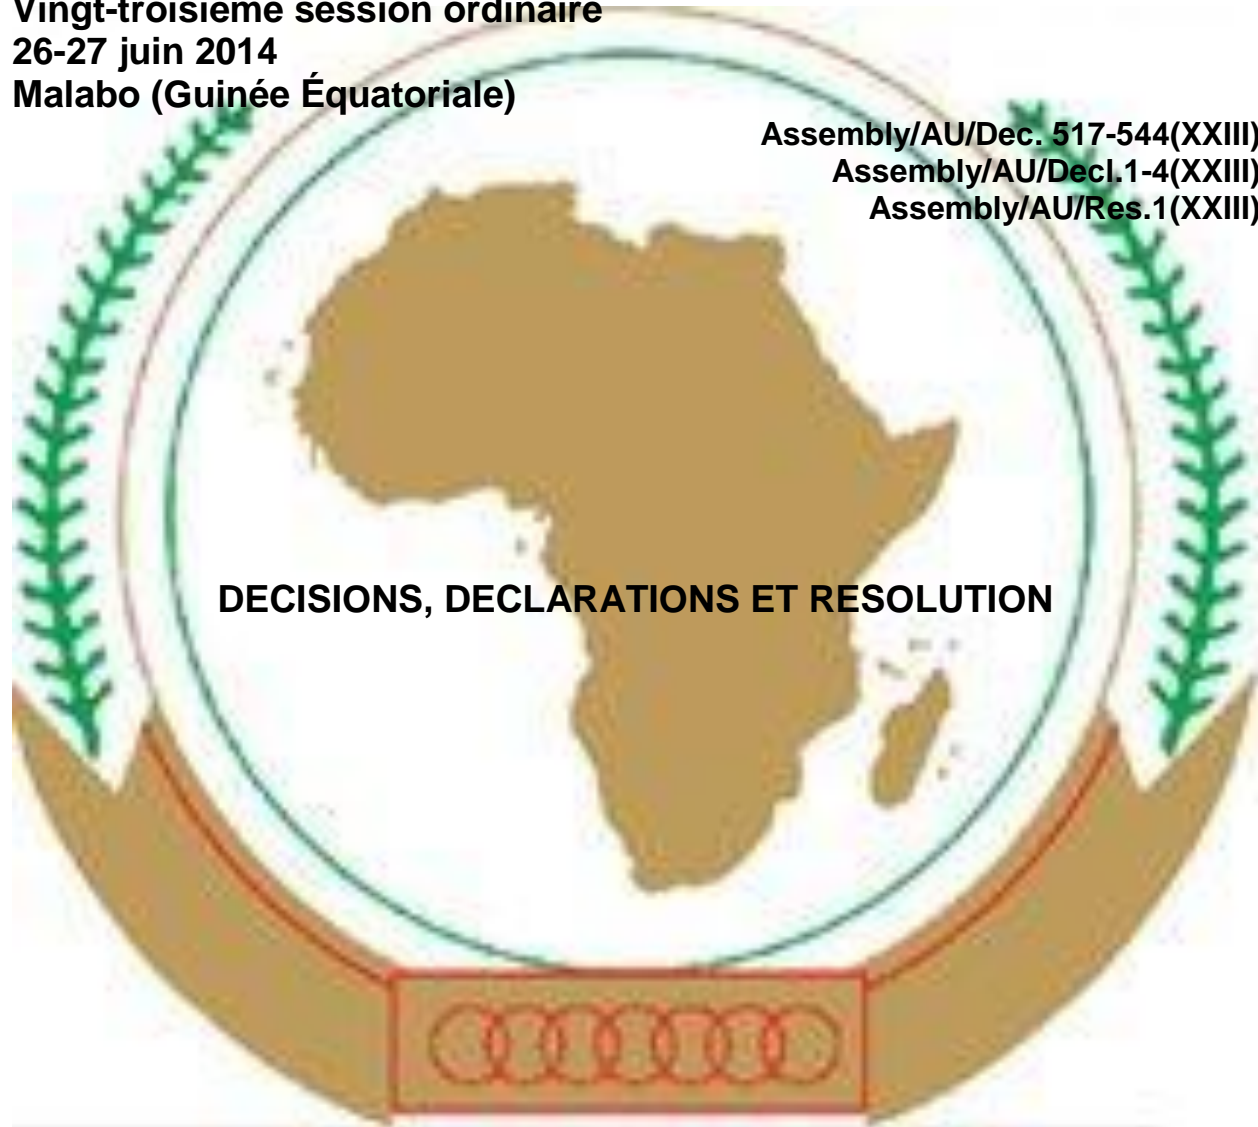 Vingt-troisième session ordinaire
26-27 juin 2014
Malabo (Guinée Équatoriale)
Assembly/AU/Dec. 517-544(XXIII)
Assembly/AU/Decl.1-4(XXIII)
Assembly/AU/Res.1(XXIII)
DECISIONS, DECLARATIONS ET RESOLUTION